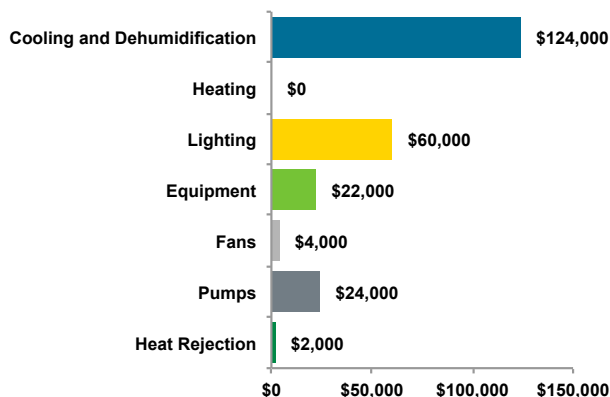 Cooling and Dehumidification $124,000
Heating $0
Lighting $60,000
Equipment $22,000
Fans $4,000
Pumps $24,000
Heat Rejection $2,000
$0 $50,000 $100,000 $150,000